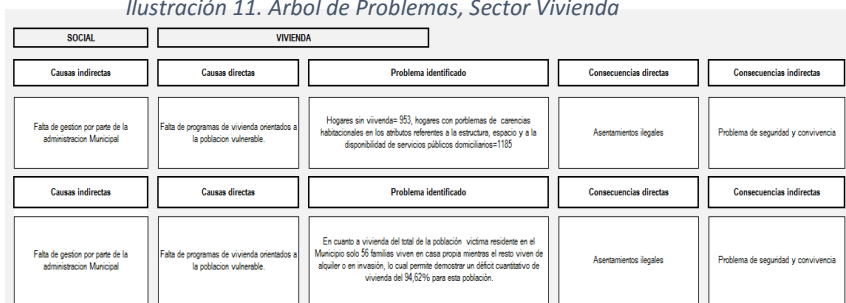 Ilustración 11. Árbol de Problemas, Sector Vivienda
SOCIAL
VIVIENDA
Causas indirectas
Causas directas
Problema identificado
Consecuencias directas
Consecuencias indirectas
Falta de gestion por parte de la
administracion Municipal
Falta de programas de vivienda orientados a
la poblacion vulnerable.
Hogares sin viivenda= 953, hogares con porblemas de carencias
habitacionales en los atributos referentes a la estructura, espacio y a la
disponibilidad de servicios públicos domiciliarios=1185
Asentamientos ilegales
Problema de seguridad y convivencia
Causas indirectas
Causas directas
Problema identificado
Consecuencias directas
Consecuencias indirectas
Falta de gestion por parte de la
administracion Municipal
Falta de programas de vivienda orientados a
la poblacion vulnerable.
En cuanto a vivienda del total de la población victima residente en el
Municipio solo 56 familias viven en casa propia mientras el resto viven de
alquiler o en invasión, lo cual permite demostrar un déficit cuantitativo de
vivienda del 94,62% para esta población.
Asentamientos ilegales
Problema de seguridad y convivencia